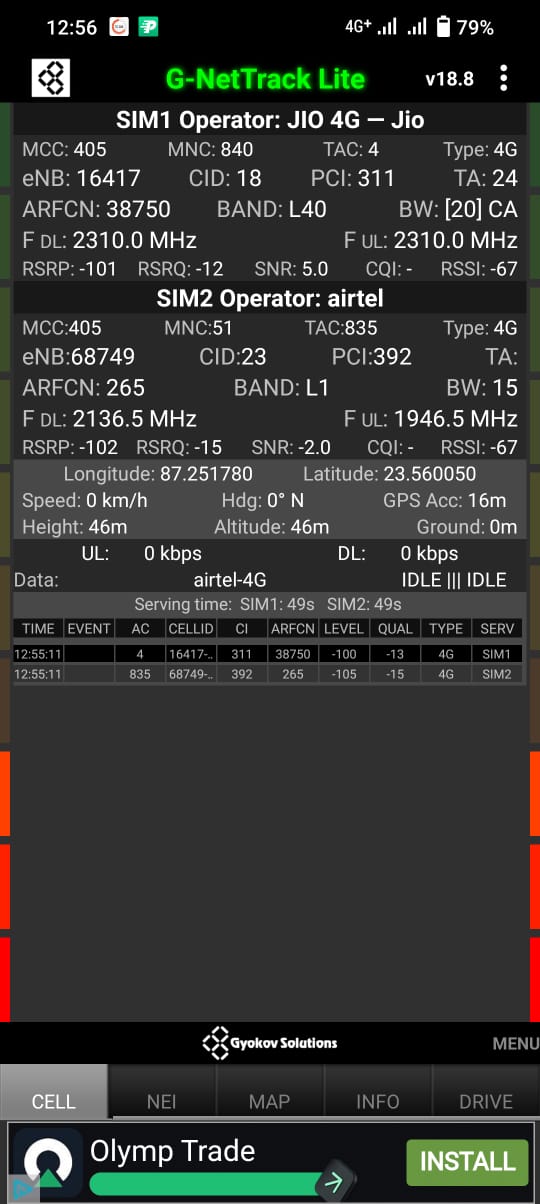 12:56 4G+ 79%
G-NetTrack Lite v18.8
SIM1 Operator: JIO 4G — Jio
MCC: 405 MNC: 840 TAC: 4 Type: 4G
eNB: 16417 CID: 18 PCI: 311 TA: 24
ARFCN: 38750 BAND: L40 BW: [20] CA
F DL: 2310.0 MHz F UL: 2310.0 MHz
RSRP: -101 RSRQ: -12 SNR: 5.0 CQI: - RSSI: -67
SIM2 Operator: airtel
MCC:405 MNC:51 TAC:835 Type: 4G
eNB:68749 CID:23 PCI:392 TA:
ARFCN: 265 BAND: L1 BW: 15
F DL: 2136.5 MHz F UL: 1946.5 MHz
RSRP: -102 RSRQ: -15 SNR: -2.0 CQI: - RSSI: -67
Longitude: 87.251780 Latitude: 23.560050
Speed: 0 km/h Hdg: 0° N GPS Acc: 16m
Height: 46m Altitude: 46m Ground: 0m
UL: 0 kbps DL: 0 kbps
Data: airtel-4G IDLE ||| IDLE
Serving time: SIM1: 49s SIM2: 49s
TIME EVENT AC CELLID CI ARFCN LEVEL QUAL TYPE SERV
12:55:11 4 16417-.. 311 38750 -100 -13 4G SIM1
12:55:11 835 68749-.. 392 265 -105 -15 4G SIM2
Gyokov Solutions MENU
CELL NEI MAP INFO DRIVE
Olymp Trade INSTALL